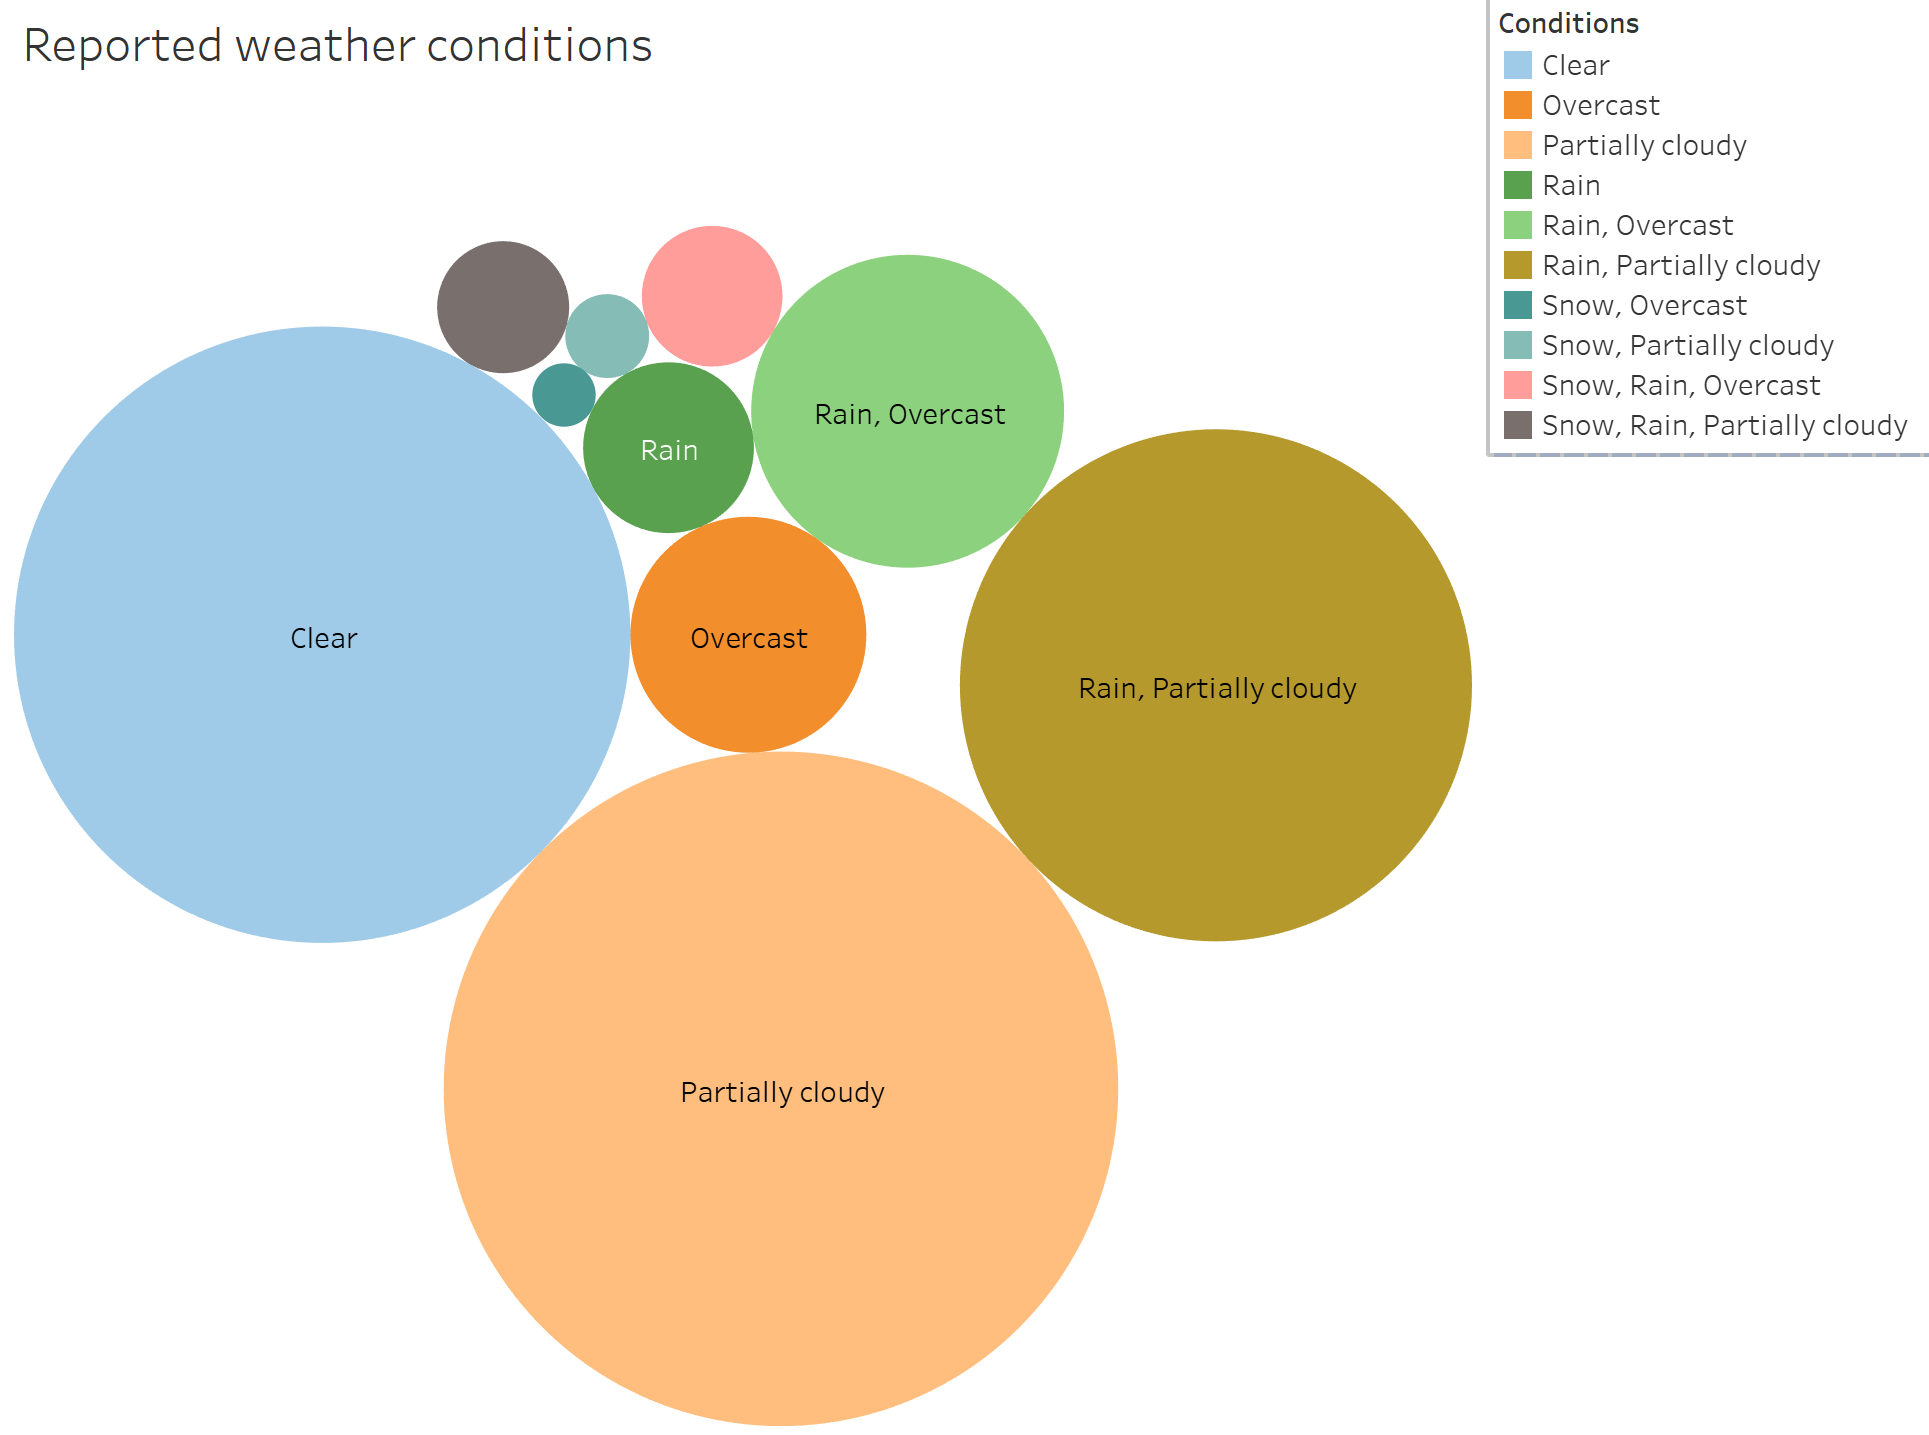 Reported weather conditions
Conditions
Clear
Overcast
Partially cloudy
Rain
Rain, Overcast
Rain, Partially cloudy
Snow, Overcast
Snow, Partially cloudy
Snow, Rain, Overcast
Snow, Rain, Partially cloudy
Rain, Overcast
Rain
Clear
Overcast
Rain, Partially cloudy
Partially cloudy